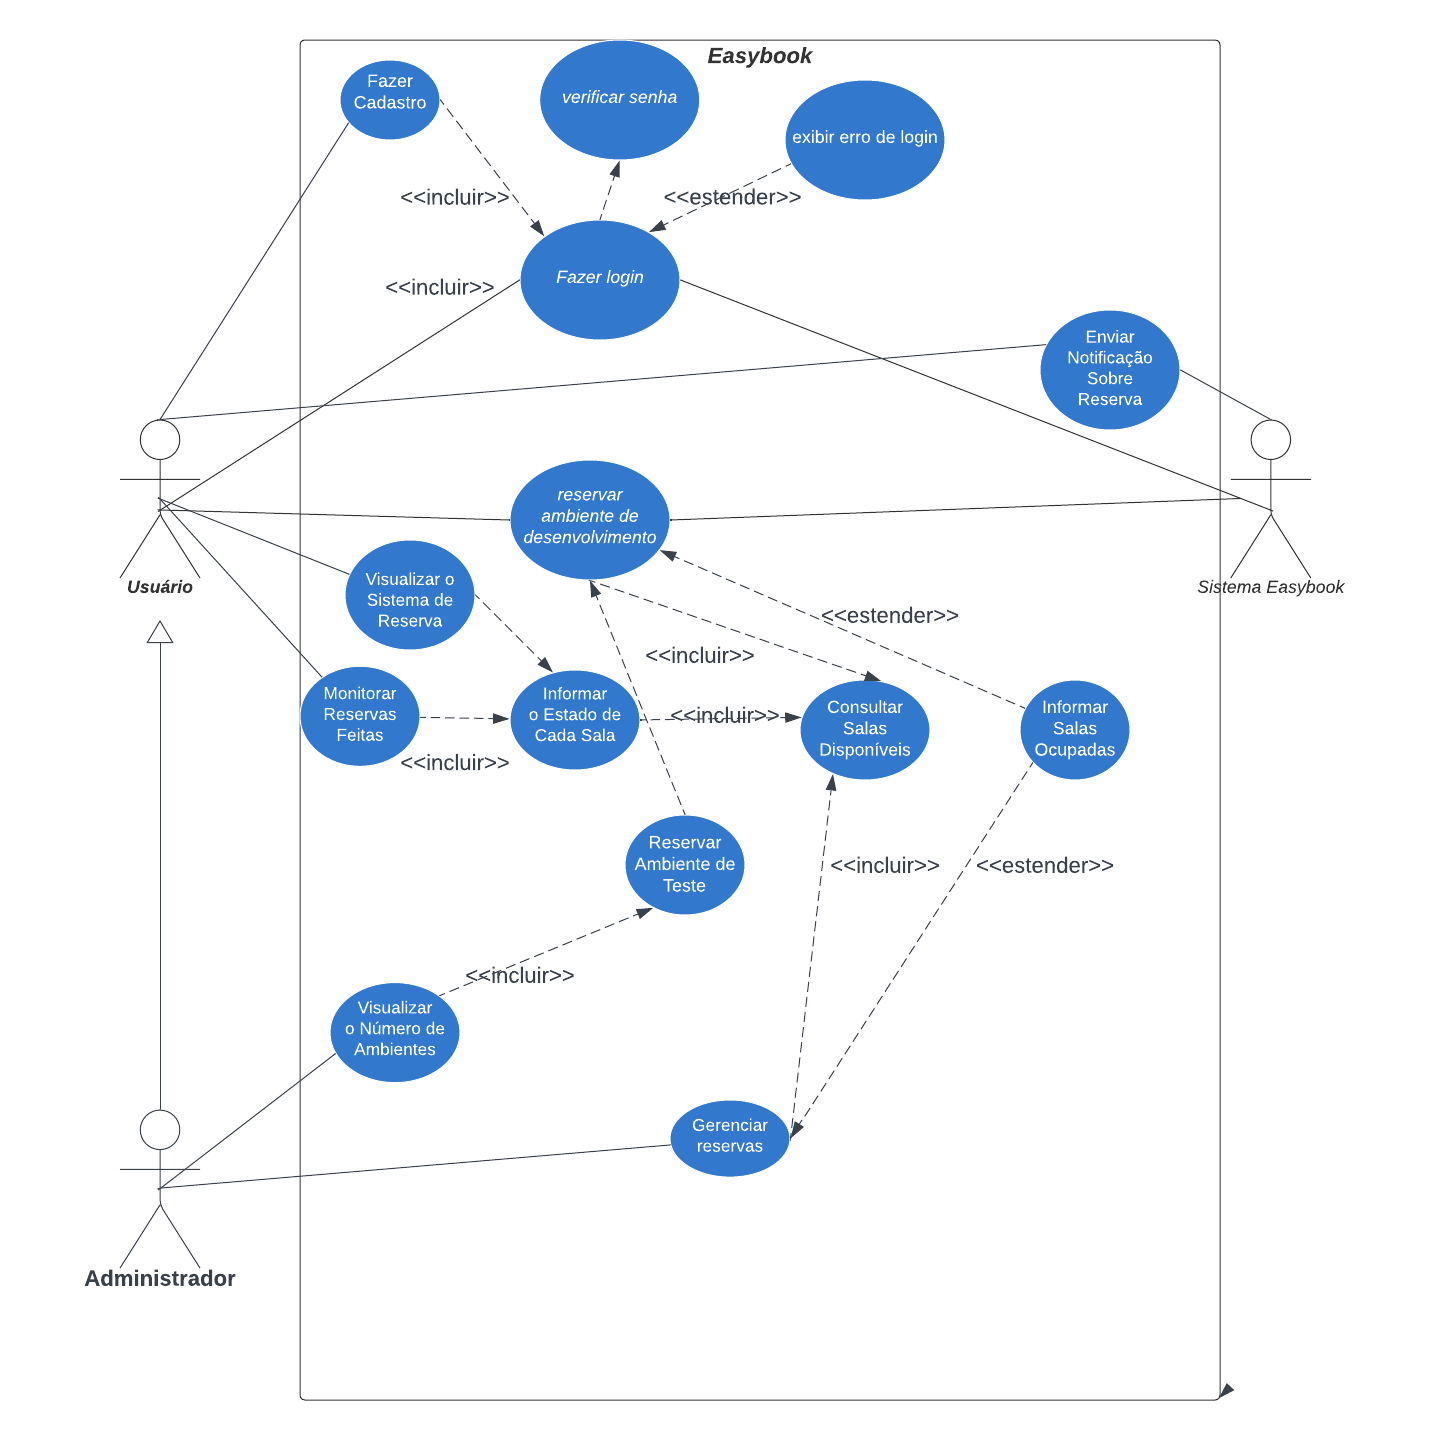 Easybook
Fazer
Cadastro
verificar senha
exibir erro de login
<<incluir>>
<<estender>>
Fazer login
<<incluir>>
Enviar
Notificação
Sobre
Reserva
reservar
ambiente de
desenvolvimento
Usuário
Sistema Easybook
Visualizar o
Sistema de
Reserva
<<estender>>
<<incluir>>
Monitorar
Reservas
Feitas
Informar
o Estado de
Cada Sala
<<incluir>>
Consultar
Salas
Disponíveis
Informar
Salas
Ocupadas
<<incluir>>
Reservar
Ambiente de
Teste
<<incluir>>
<<estender>>
<<incluir>>
Visualizar
o Número de
Ambientes
Gerenciar
reservas
Administrador